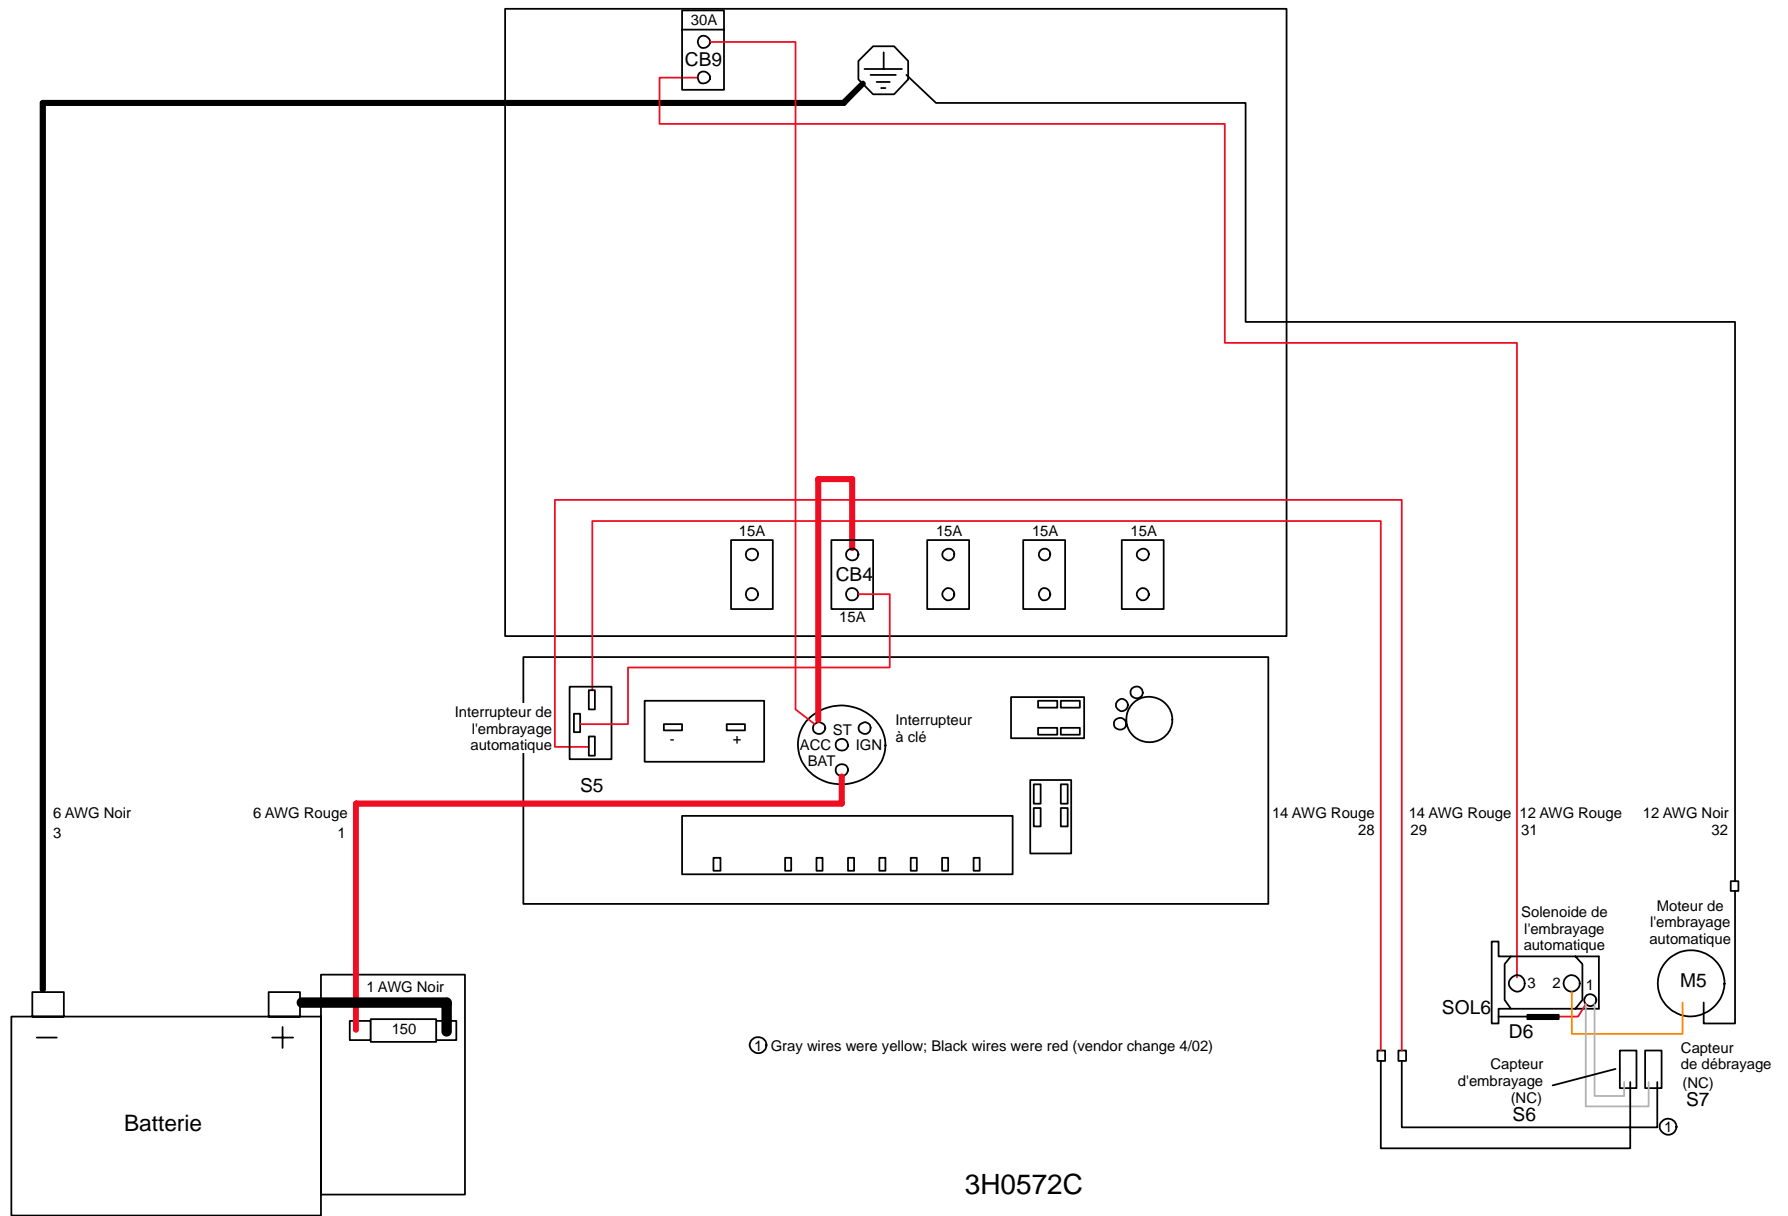 30A
CB9
15A
15A
15A
15A
CB4
15A
Interrupteur de
l'embrayage
automatique
S5
-
+
ST
ACC
IGN
BAT
Interrupteur
à clé
6 AWG Noir
3
6 AWG Rouge
1
14 AWG Rouge
28
14 AWG Rouge
29
12 AWG Rouge
31
12 AWG Noir
32
Solenoide de
l'embrayage
automatique
Moteur de
l'embrayage
automatique
3
2
1
M5
SOL6
D6
1 AWG Noir
150
Batterie
1 Gray wires were yellow; Black wires were red (vendor change 4/02)
Capteur
d'embrayage
(NC)
S6
Capteur
de débrayage
(NC)
S7
1
3H0572C